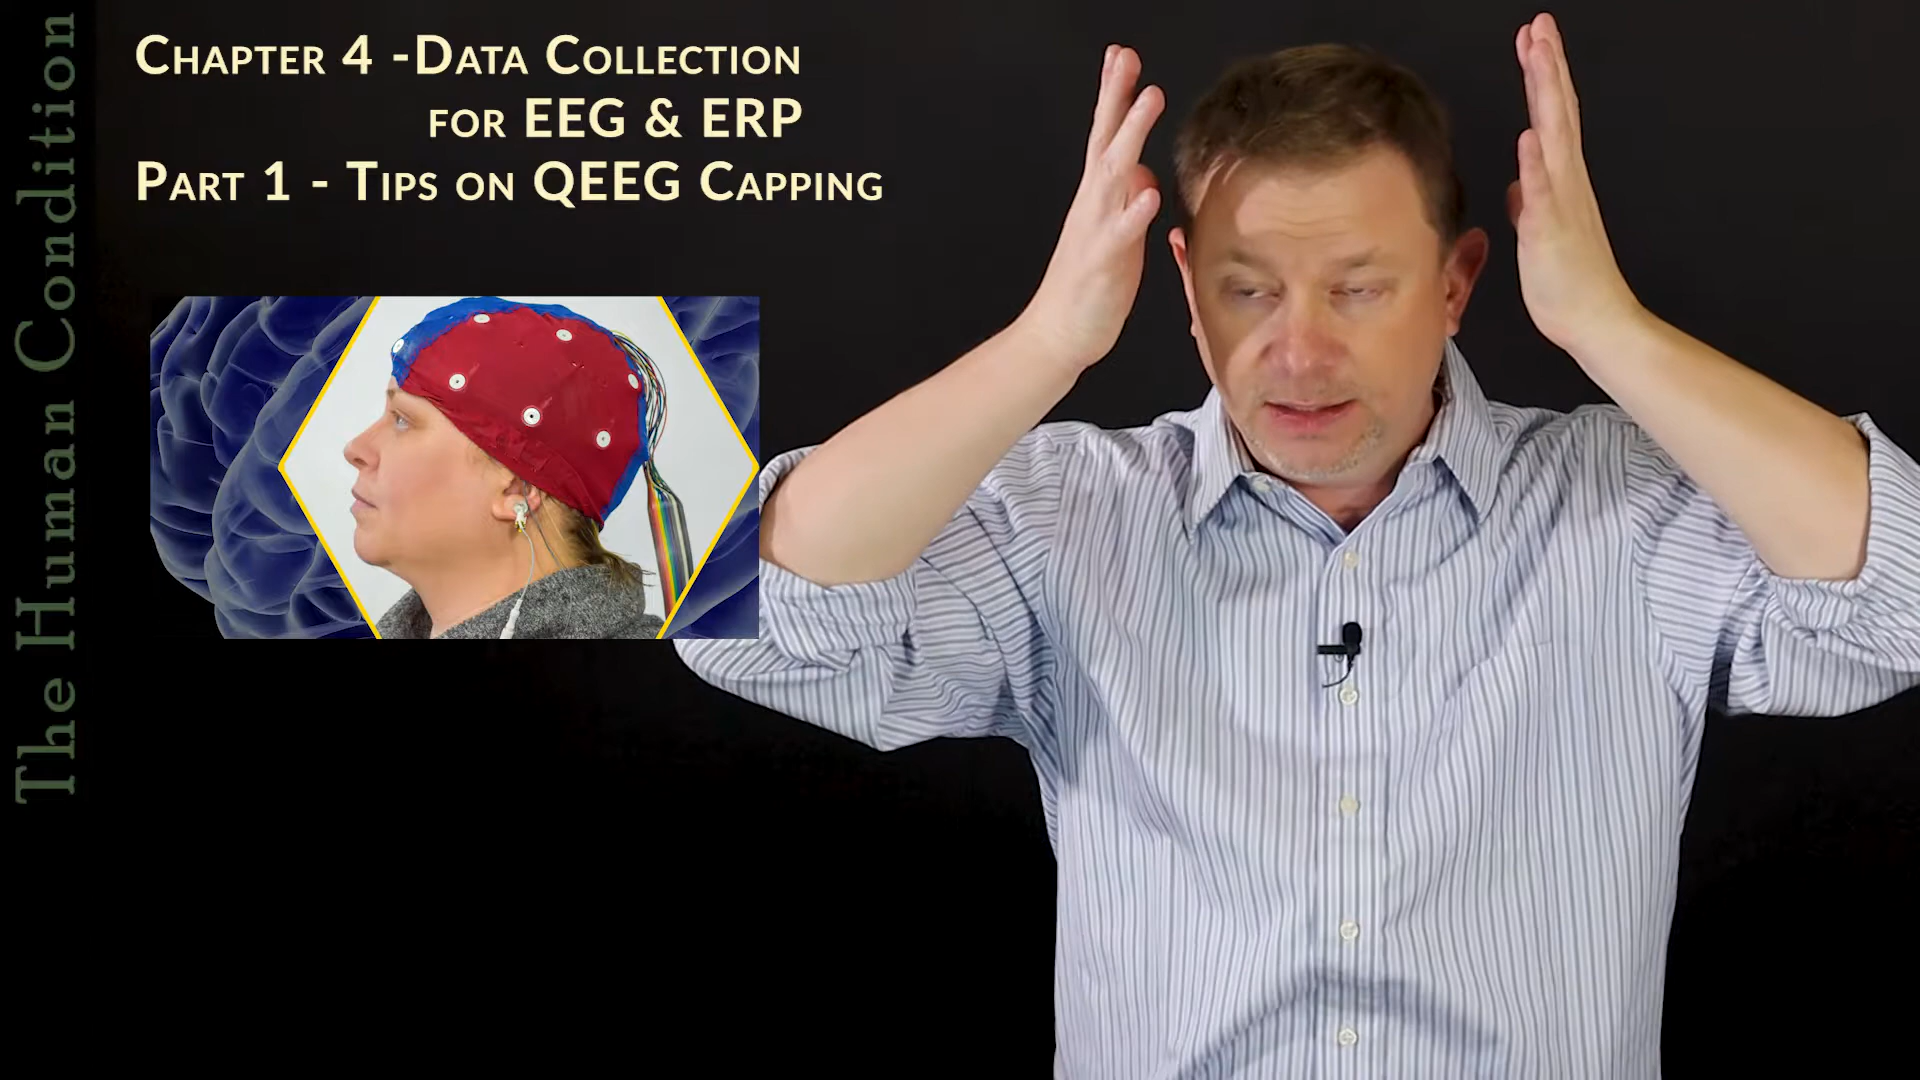 Chapter 4 -Data Collection
for EEG & ERP
Part 1 - Tips on QEEG Capping
The Human Condition